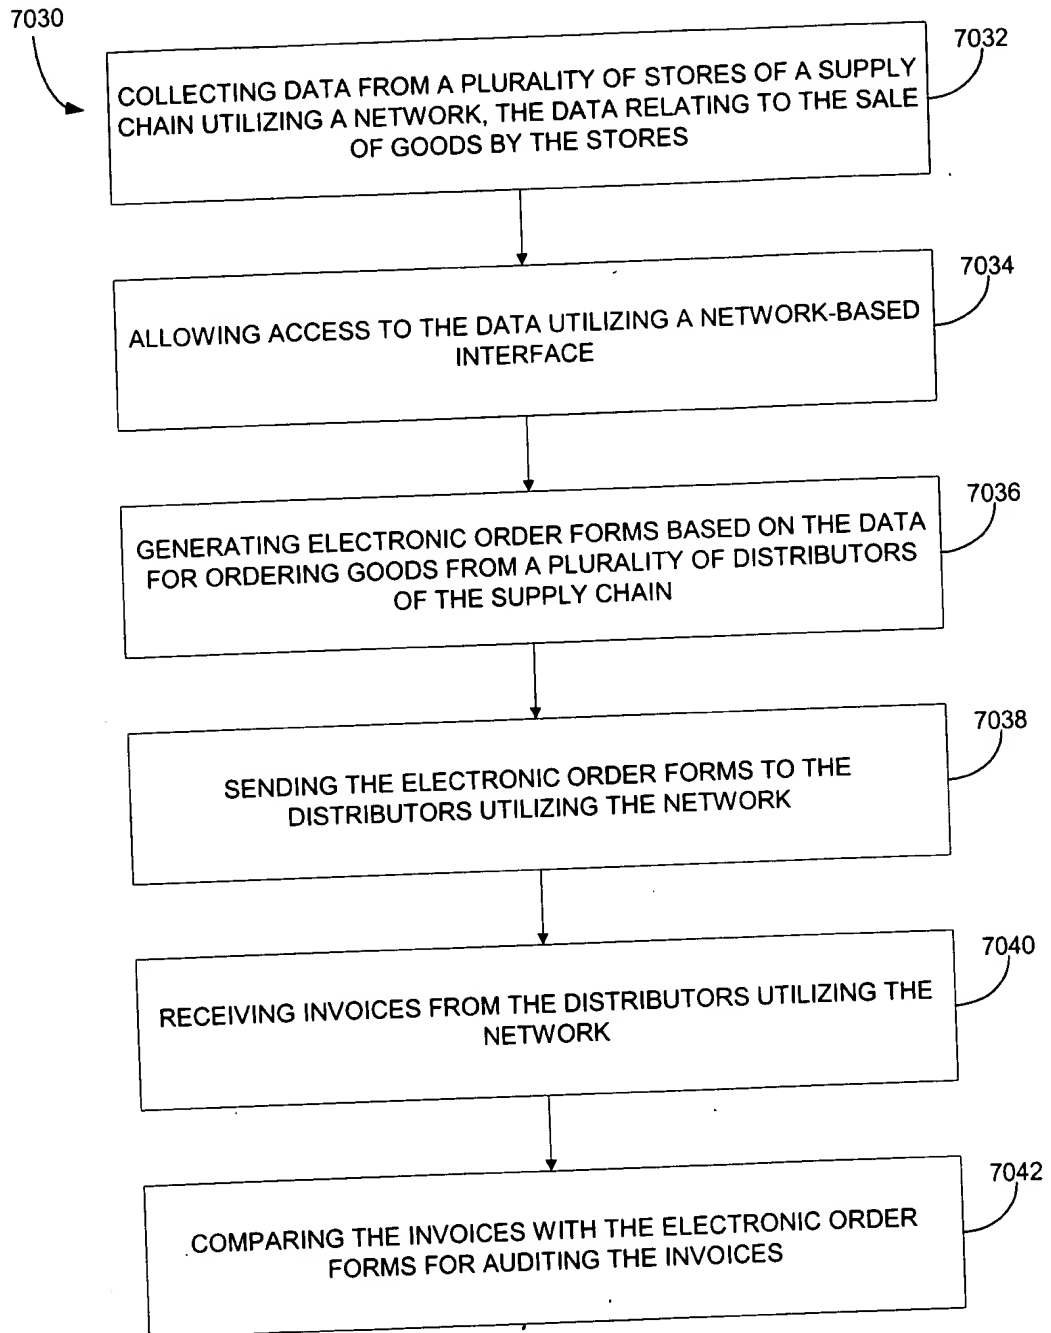 7030
7032
COLLECTING DATA FROM A PLURALITY OF STORES OF A SUPPLY
CHAIN UTILIZING A NETWORK, THE DATA RELATING TO THE SALE
OF GOODS BY THE STORES
7034
ALLOWING ACCESS TO THE DATA UTILIZING A NETWORK-BASED
INTERFACE
7036
GENERATING ELECTRONIC ORDER FORMS BASED ON THE DATA
FOR ORDERING GOODS FROM A PLURALITY OF DISTRIBUTORS
OF THE SUPPLY CHAIN
7038
SENDING THE ELECTRONIC ORDER FORMS TO THE
DISTRIBUTORS UTILIZING THE NETWORK
7040
RECEIVING INVOICES FROM THE DISTRIBUTORS UTILIZING THE
NETWORK
7042
COMPARING THE INVOICES WITH THE ELECTRONIC ORDER
FORMS FOR AUDITING THE INVOICES